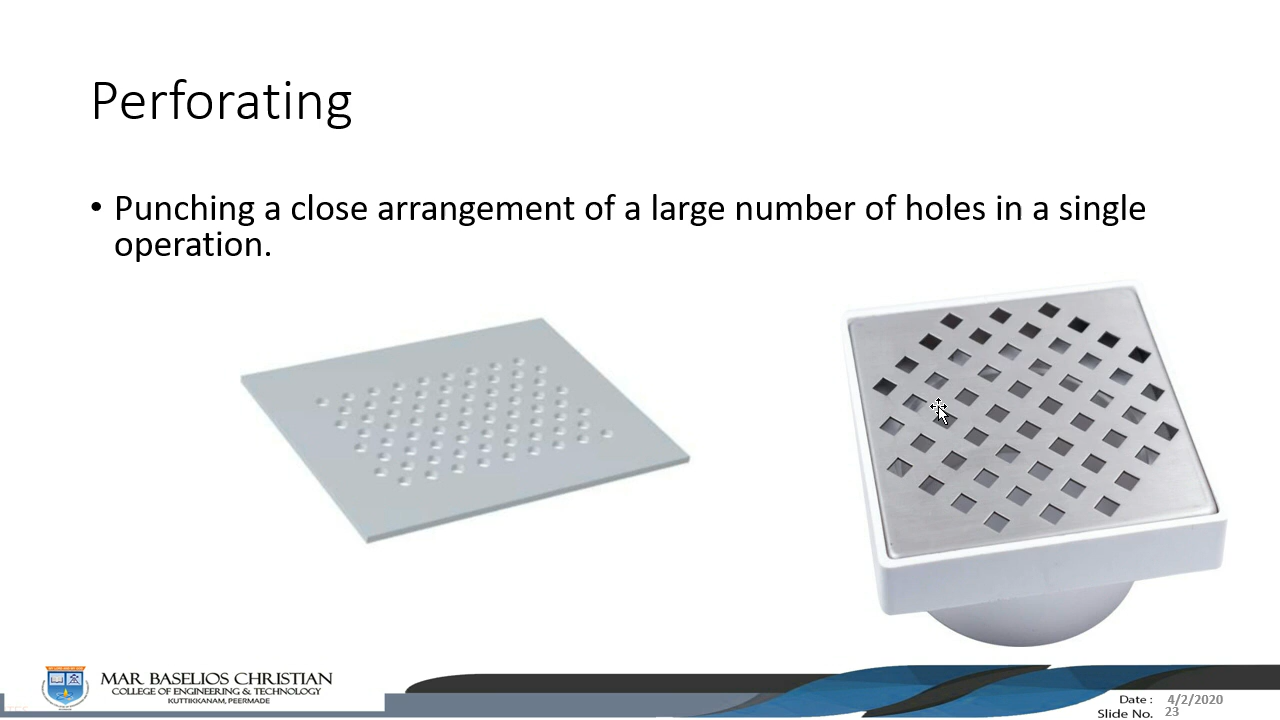 Perforating
• Punching a close arrangement of a large number of holes in a single
operation.
MAR BASELIOS CHRISTIAN
COLLEGE OF ENGINEERING & TECHNOLOGY
KUTTIKKANAM, PEERMADE
Date : 4/2/2020
Slide No. 23